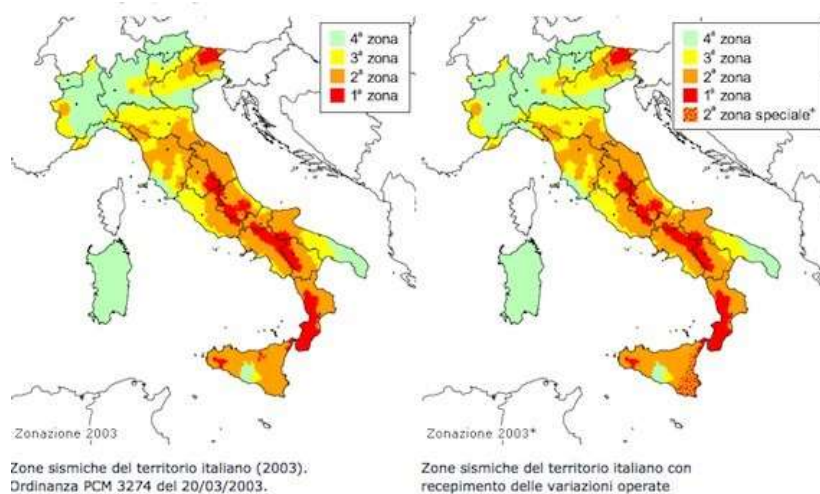 4ª zona
3ª zona
2ª zona
1ª zona
Zonazione 2003
Zone sismiche del territorio italiano (2003).
Ordinanza PCM 3274 del 20/03/2003.
4ª zona
3ª zona
2ª zona
1ª zona
2ª zona speciale*
Zonazione 2003*
Zone sismiche del territorio italiano con
recepimento delle variazioni operate